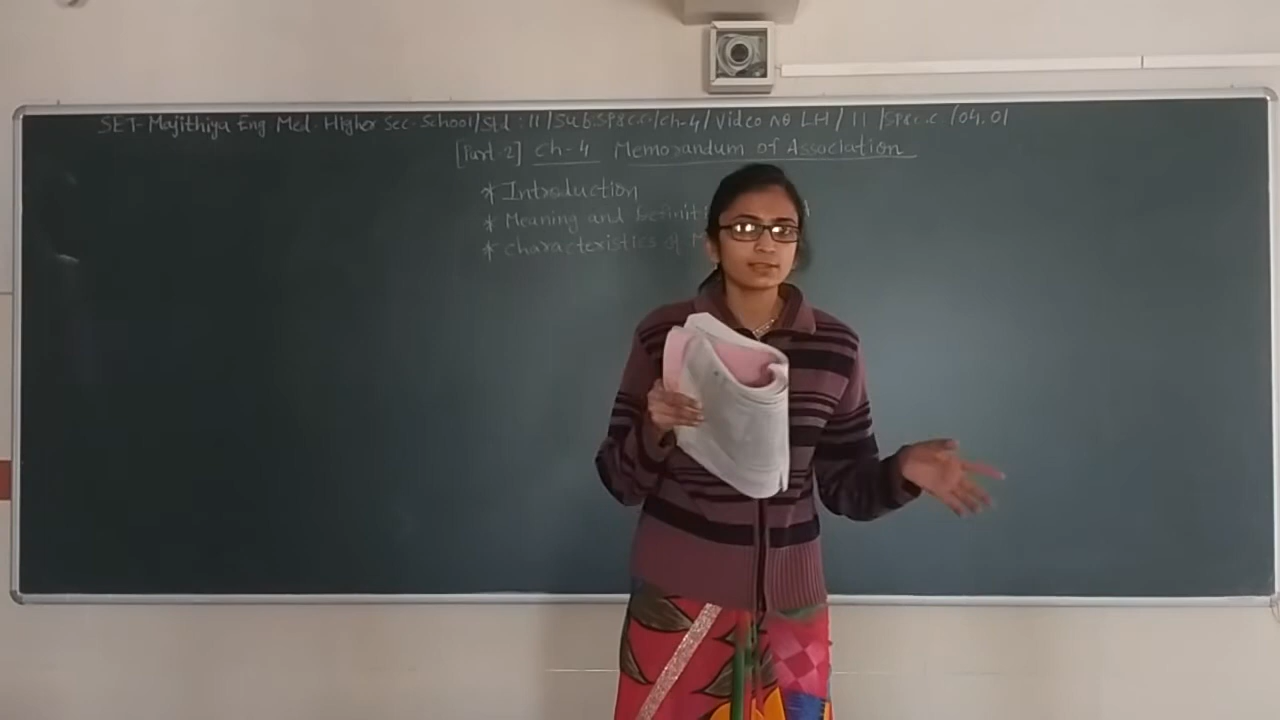 SET-Majithiya Eng Med. Higher Sec. School/Std : 11/Sub.SP&C.C/ch-4/ Video no LH / 11 /SP&C.C /04.01
[Part-2] Ch-4 Memorandum of Association
* Introduction
* Meaning and Definiti
* characteristics of M